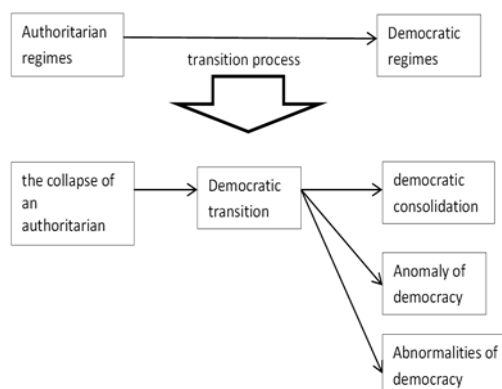 Authoritarian
regimes
transition process
Democratic
regimes
the collapse of
an
authoritarian
Democratic
transition
democratic
consolidation
Anomaly of
democracy
Abnormalities of
democracy